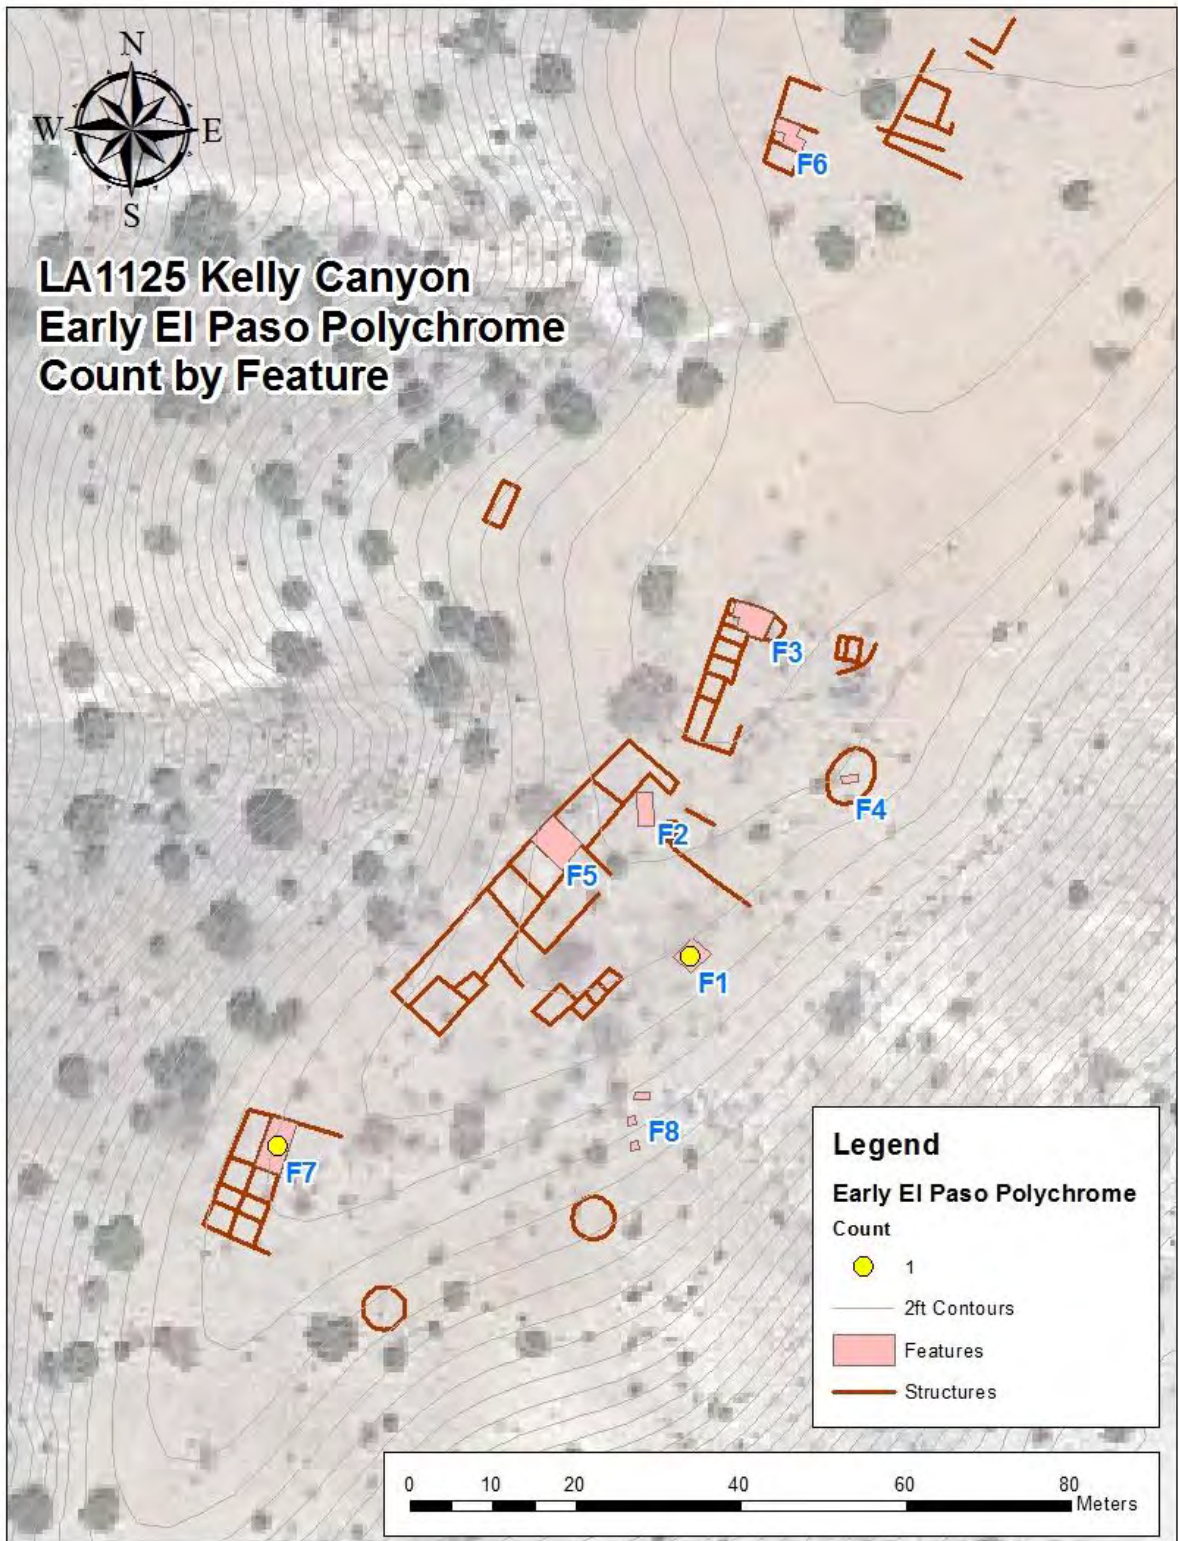 N
W E
S
LA1125 Kelly Canyon
Early El Paso Polychrome
Count by Feature
F6
F3
F4
F2
F5
F1
F8
F7
Legend
Early El Paso Polychrome
Count
1
2ft Contours
Features
Structures
0 10 20 40 60 80
Meters